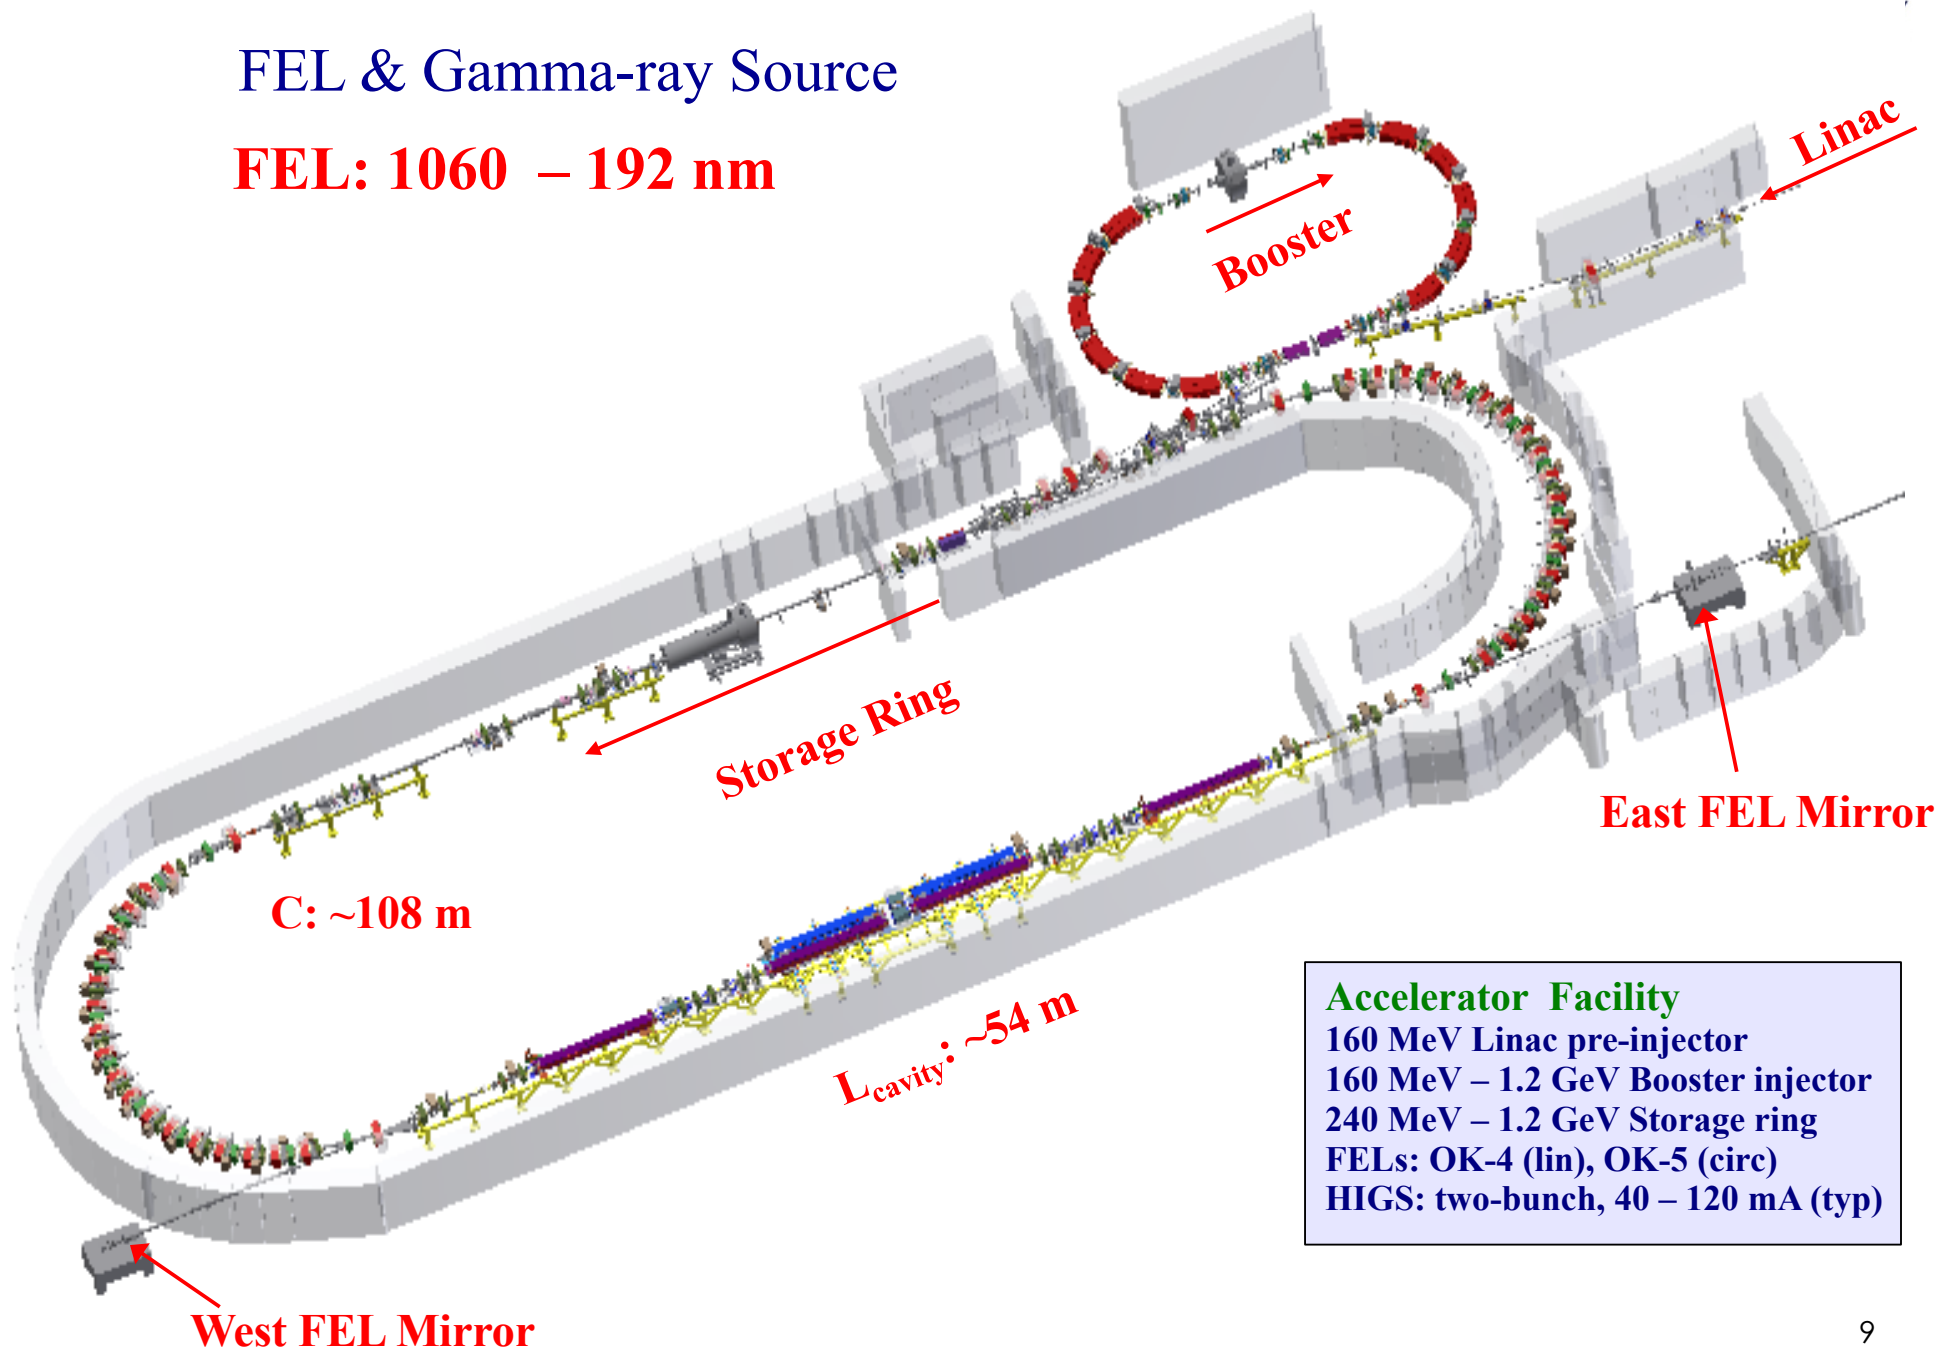 FEL & Gamma-ray Source
FEL: 1060 – 192 nm
Linac
Booster
Storage Ring
East FEL Mirror
C: ~108 m
Lcavity: ~54 m
Accelerator Facility
160 MeV Linac pre-injector
160 MeV – 1.2 GeV Booster injector
240 MeV – 1.2 GeV Storage ring
FELs: OK-4 (lin), OK-5 (circ)
HIGS: two-bunch, 40 – 120 mA (typ)
West FEL Mirror
9